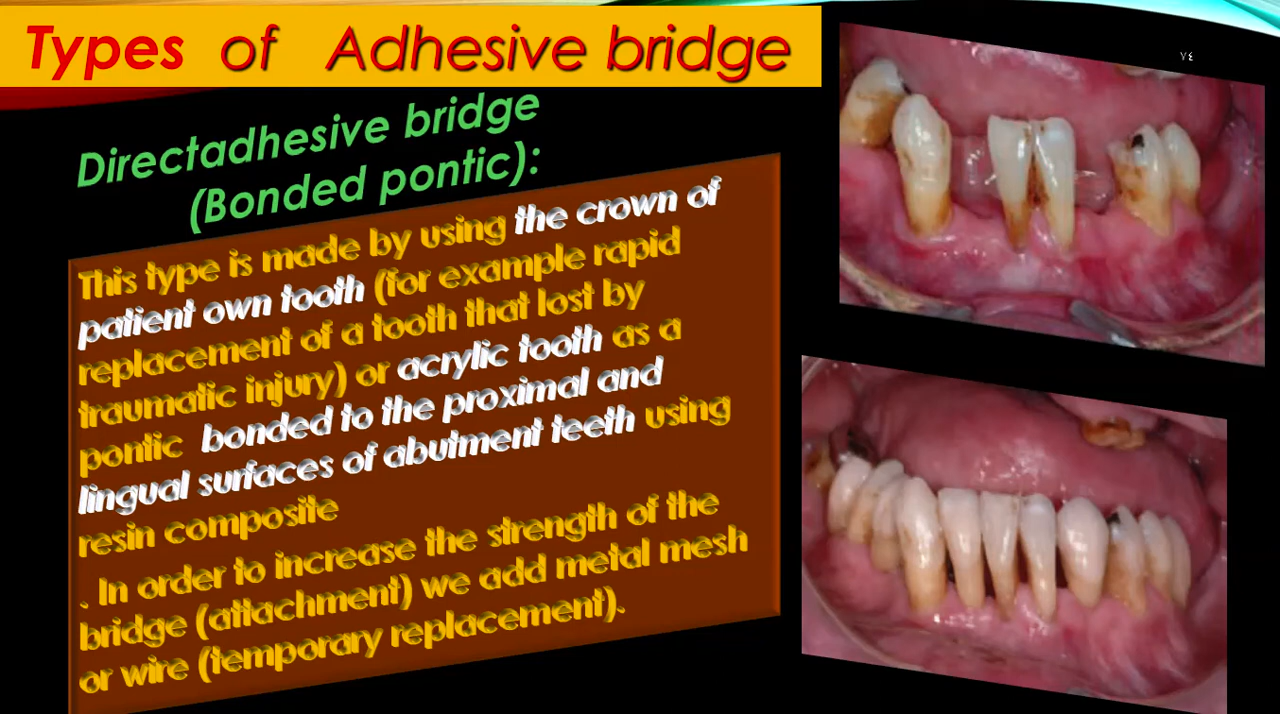 Types of Adhesive bridge
٧٤
Directadhesive bridge
(Bonded pontic):
This type is made by using the crown of
patient own tooth (for example rapid
replacement of a tooth that lost by
traumatic injury) or acrylic tooth as a
pontic bonded to the proximal and
lingual surfaces of abutment teeth using
resin composite
. In order to increase the strength of the
bridge (attachment) we add metal mesh
or wire (temporary replacement).